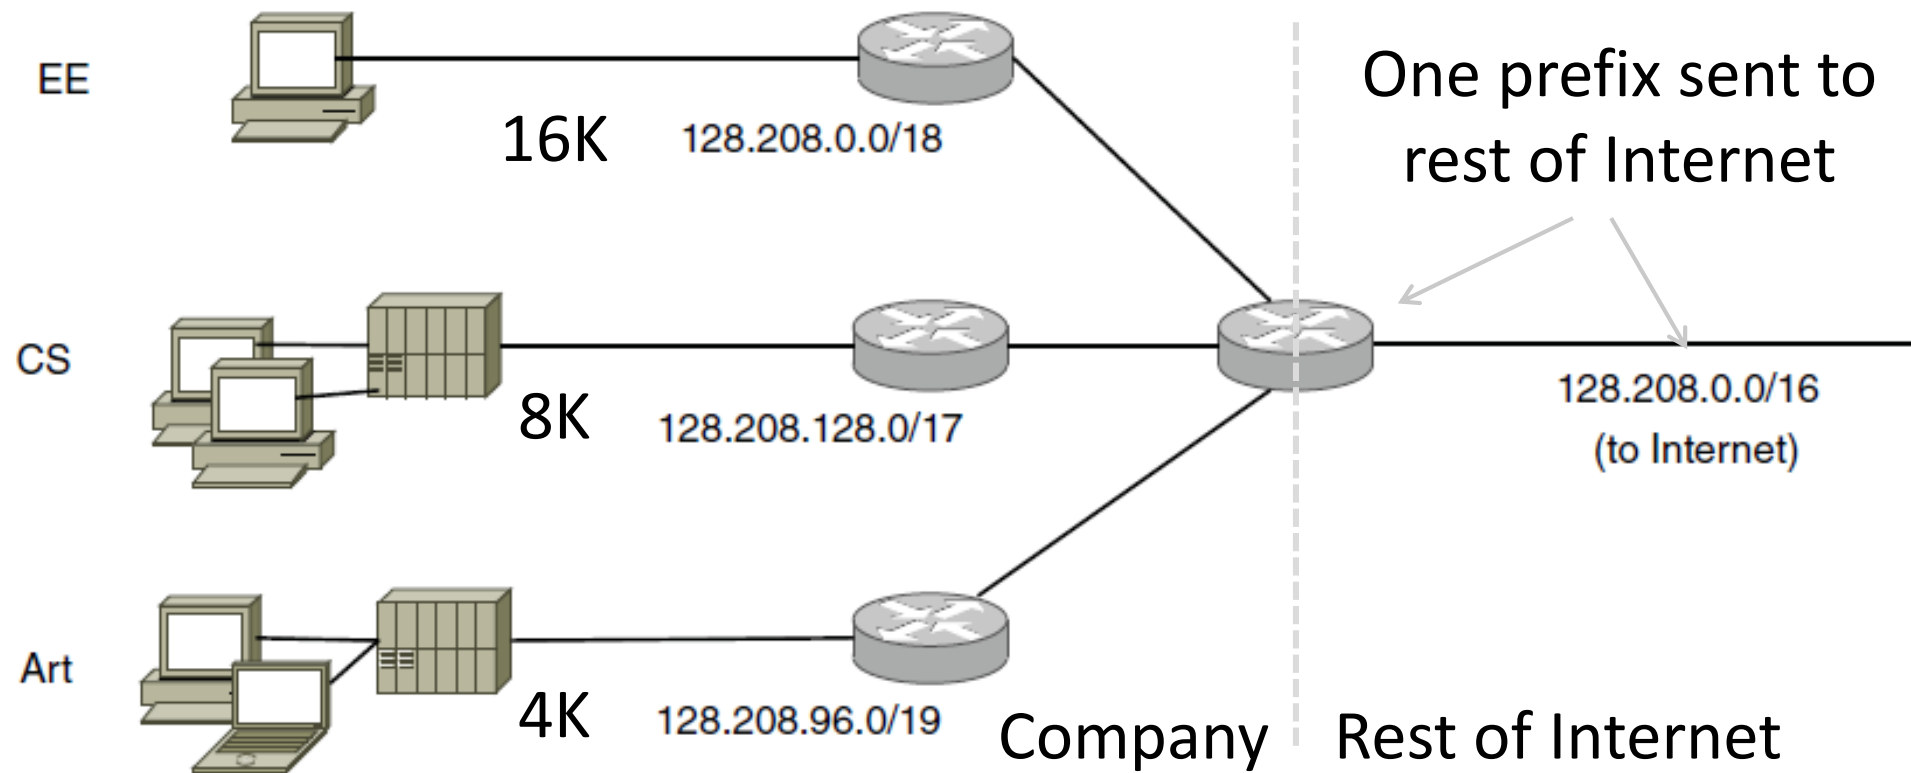 EE
16K
128.208.0.0/18
One prefix sent to
rest of Internet
CS
8K
128.208.128.0/17
128.208.0.0/16
(to Internet)
Art
4K
128.208.96.0/19
Company
Rest of Internet